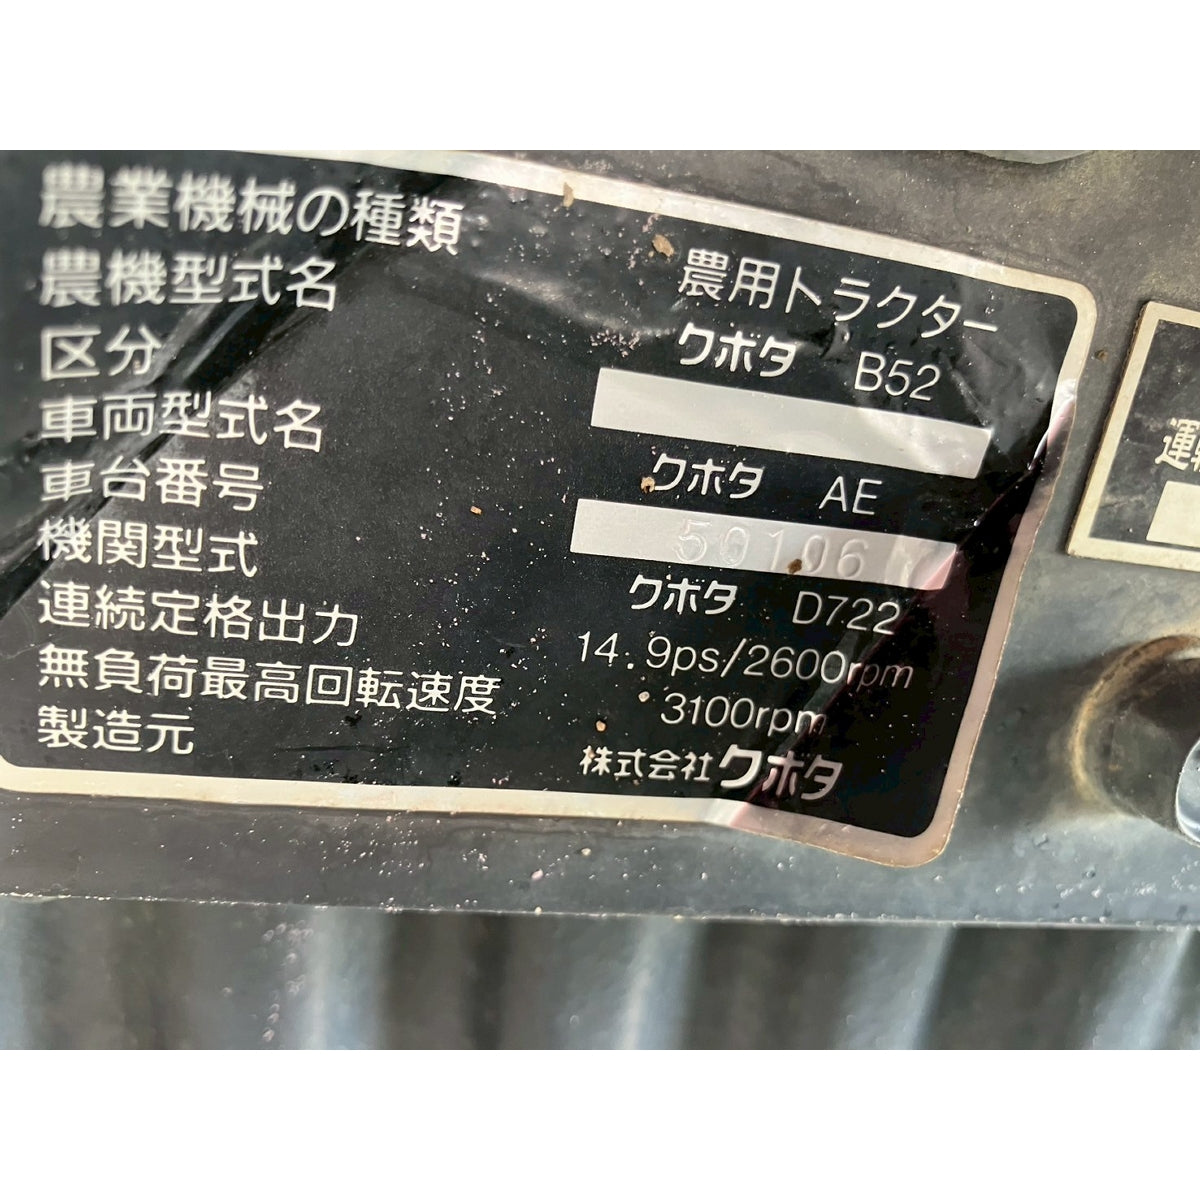 農業機械の種類 農用トラクター
農機型式名 クボタ B52
区分
車両型式名 クボタ AE
車台番号 50106
機関型式 クボタ D722
連続定格出力 14.9ps/2600rpm
無負荷最高回転速度 3100rpm
製造元 株式会社クボタ